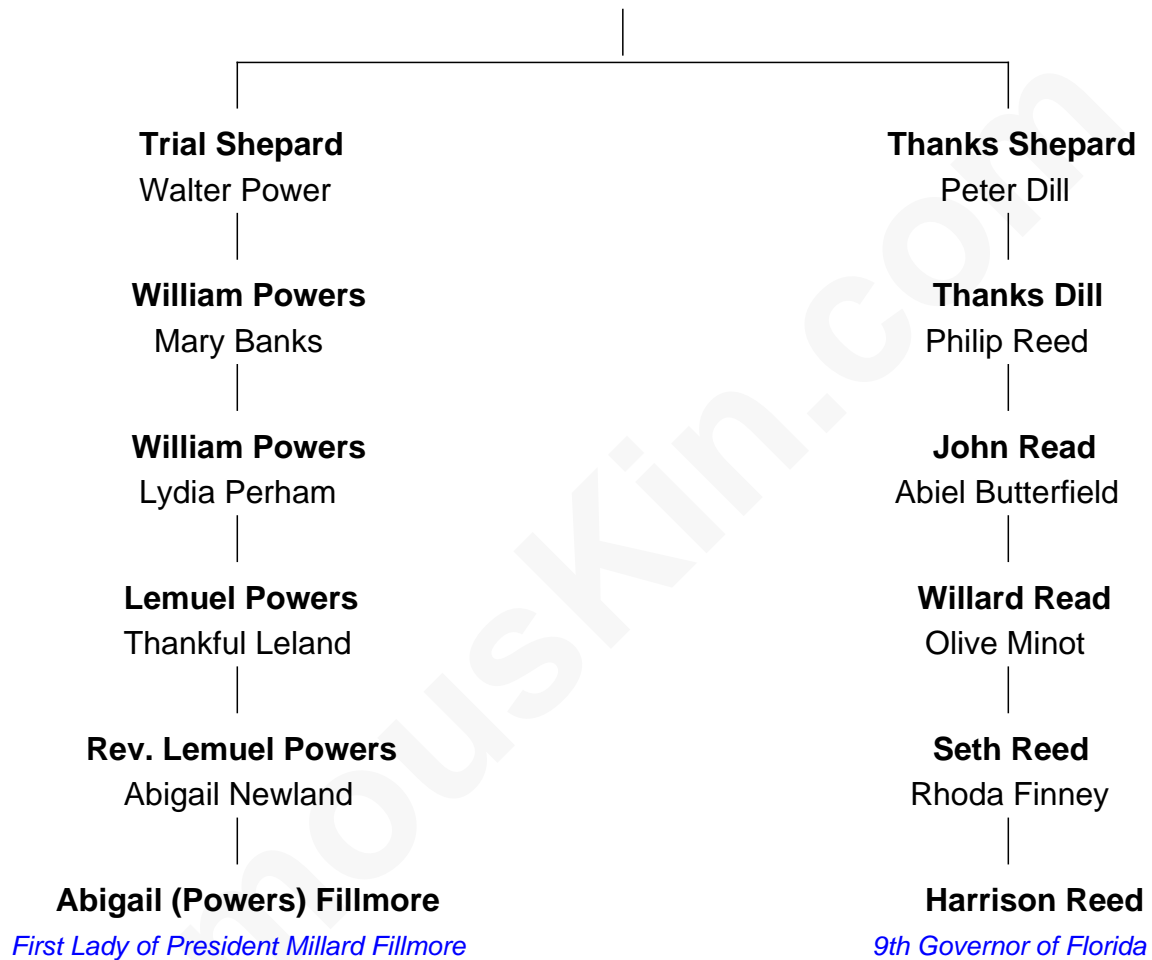 Trial Shepard
Walter Power
Thanks Shepard
Peter Dill
William Powers
Mary Banks
Thanks Dill
Philip Reed
William Powers
Lydia Perham
John Read
Abiel Butterfield
Lemuel Powers
Thankful Leland
Willard Read
Olive Minot
Rev. Lemuel Powers
Abigail Newland
Seth Reed
Rhoda Finney
Abigail (Powers) Fillmore
First Lady of President Millard Fillmore
Harrison Reed
9th Governor of Florida
mousKin.com